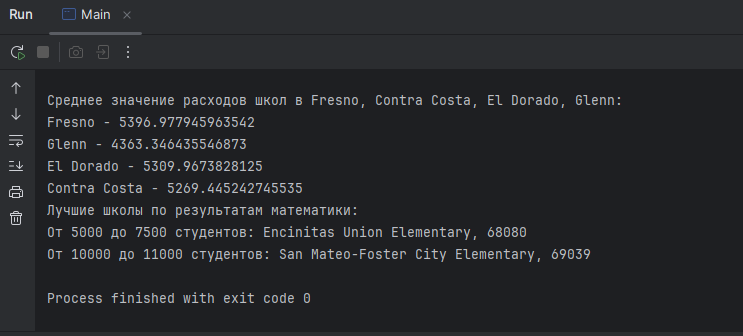 Run Main
Среднее значение расходов школ в Fresno, Contra Costa, El Dorado, Glenn:
Fresno - 5396.977945963542
Glenn - 4363.346435546873
El Dorado - 5309.9673828125
Contra Costa - 5269.445242745535
Лучшие школы по результатам математики:
От 5000 до 7500 студентов: Encinitas Union Elementary, 68080
От 10000 до 11000 студентов: San Mateo-Foster City Elementary, 69039
Process finished with exit code 0